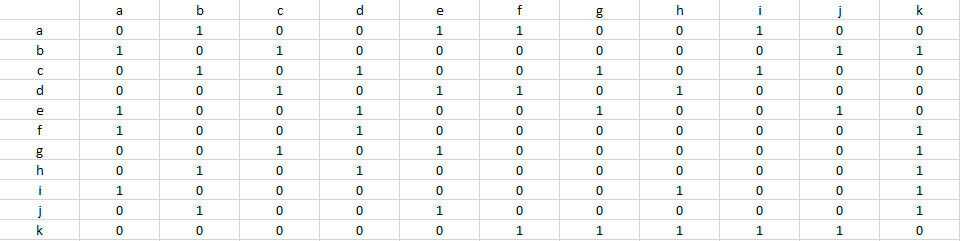 a b c d e f g h i j k
a 0 1 0 0 1 1 0 0 1 0 0
b 1 0 1 0 0 0 0 0 0 1 1
c 0 1 0 1 0 0 1 0 1 0 0
d 0 0 1 0 1 1 0 1 0 0 0
e 1 0 0 1 0 0 1 0 0 1 0
f 1 0 0 1 0 0 0 0 0 0 1
g 0 0 1 0 1 0 0 0 0 0 1
h 0 1 0 1 0 0 0 0 0 0 1
i 1 0 0 0 0 0 0 1 0 0 1
j 0 1 0 0 1 0 0 0 0 0 1
k 0 0 0 0 0 1 1 1 1 1 0